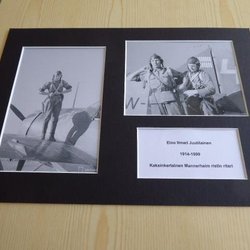 Eino Ilmari Juutilainen
1914-1999
Kaksinkertainen Mannerheim ristin ritari